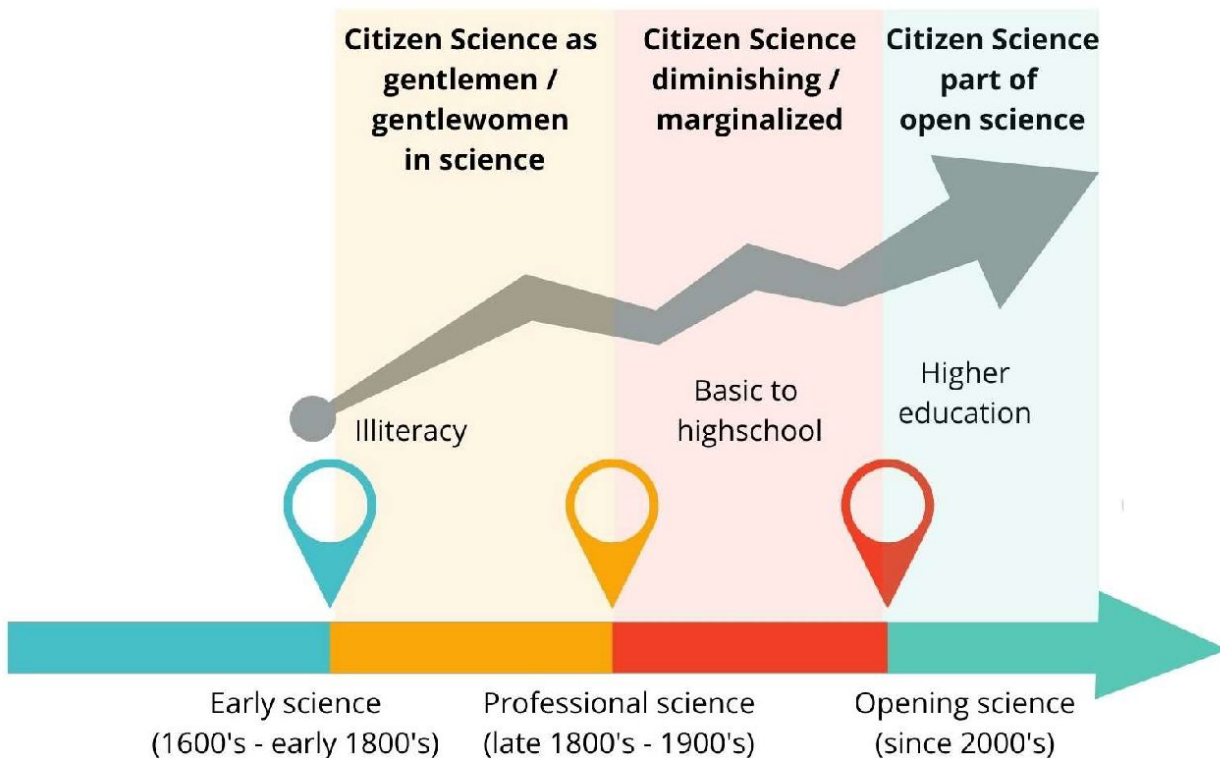 Citizen Science as
gentlemen /
gentlewomen
in science
Citizen Science
diminishing /
marginalized
Citizen Science
part of
open science
Illiteracy
Basic to
highschool
Higher
education
Early science
(1600's - early 1800's)
Professional science
(late 1800's - 1900's)
Opening science
(since 2000's)